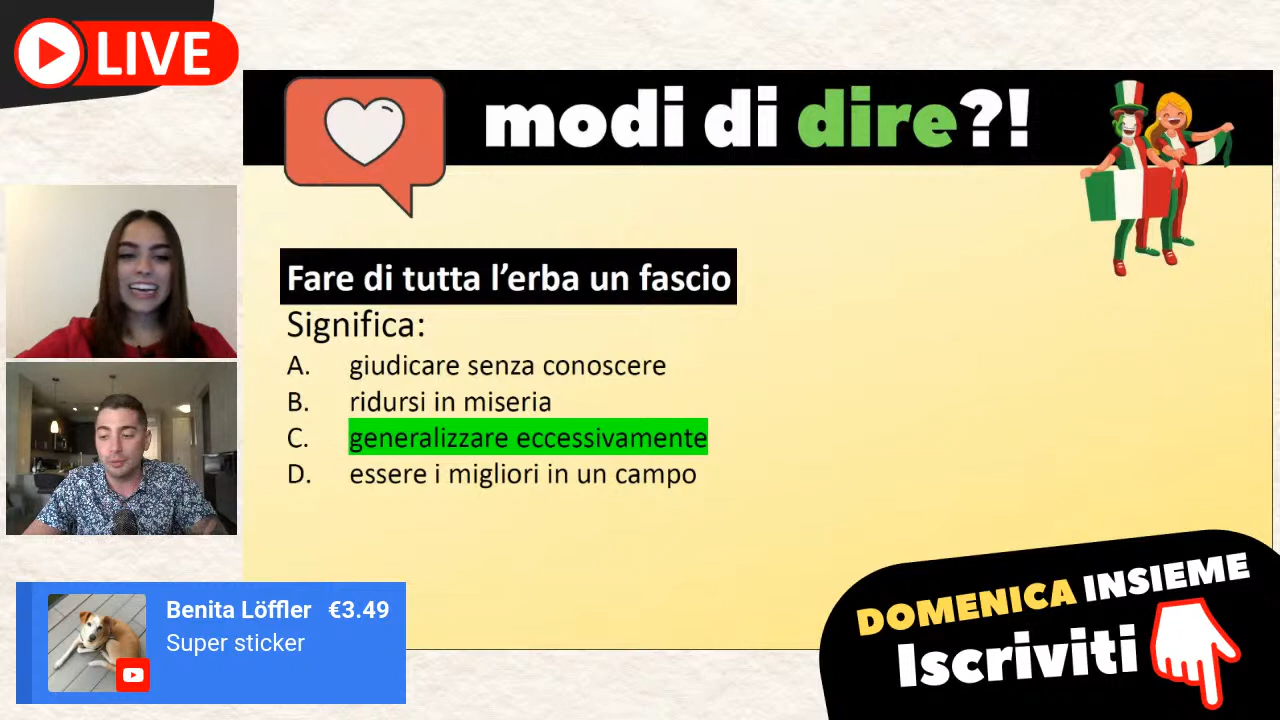 LIVE
modi di dire?!
Fare di tutta l’erba un fascio
Significa:
A. giudicare senza conoscere
B. ridursi in miseria
C. generalizzare eccessivamente
D. essere i migliori in un campo
Benita Löffler €3.49
Super sticker
DOMENICA INSIEME
Iscriviti